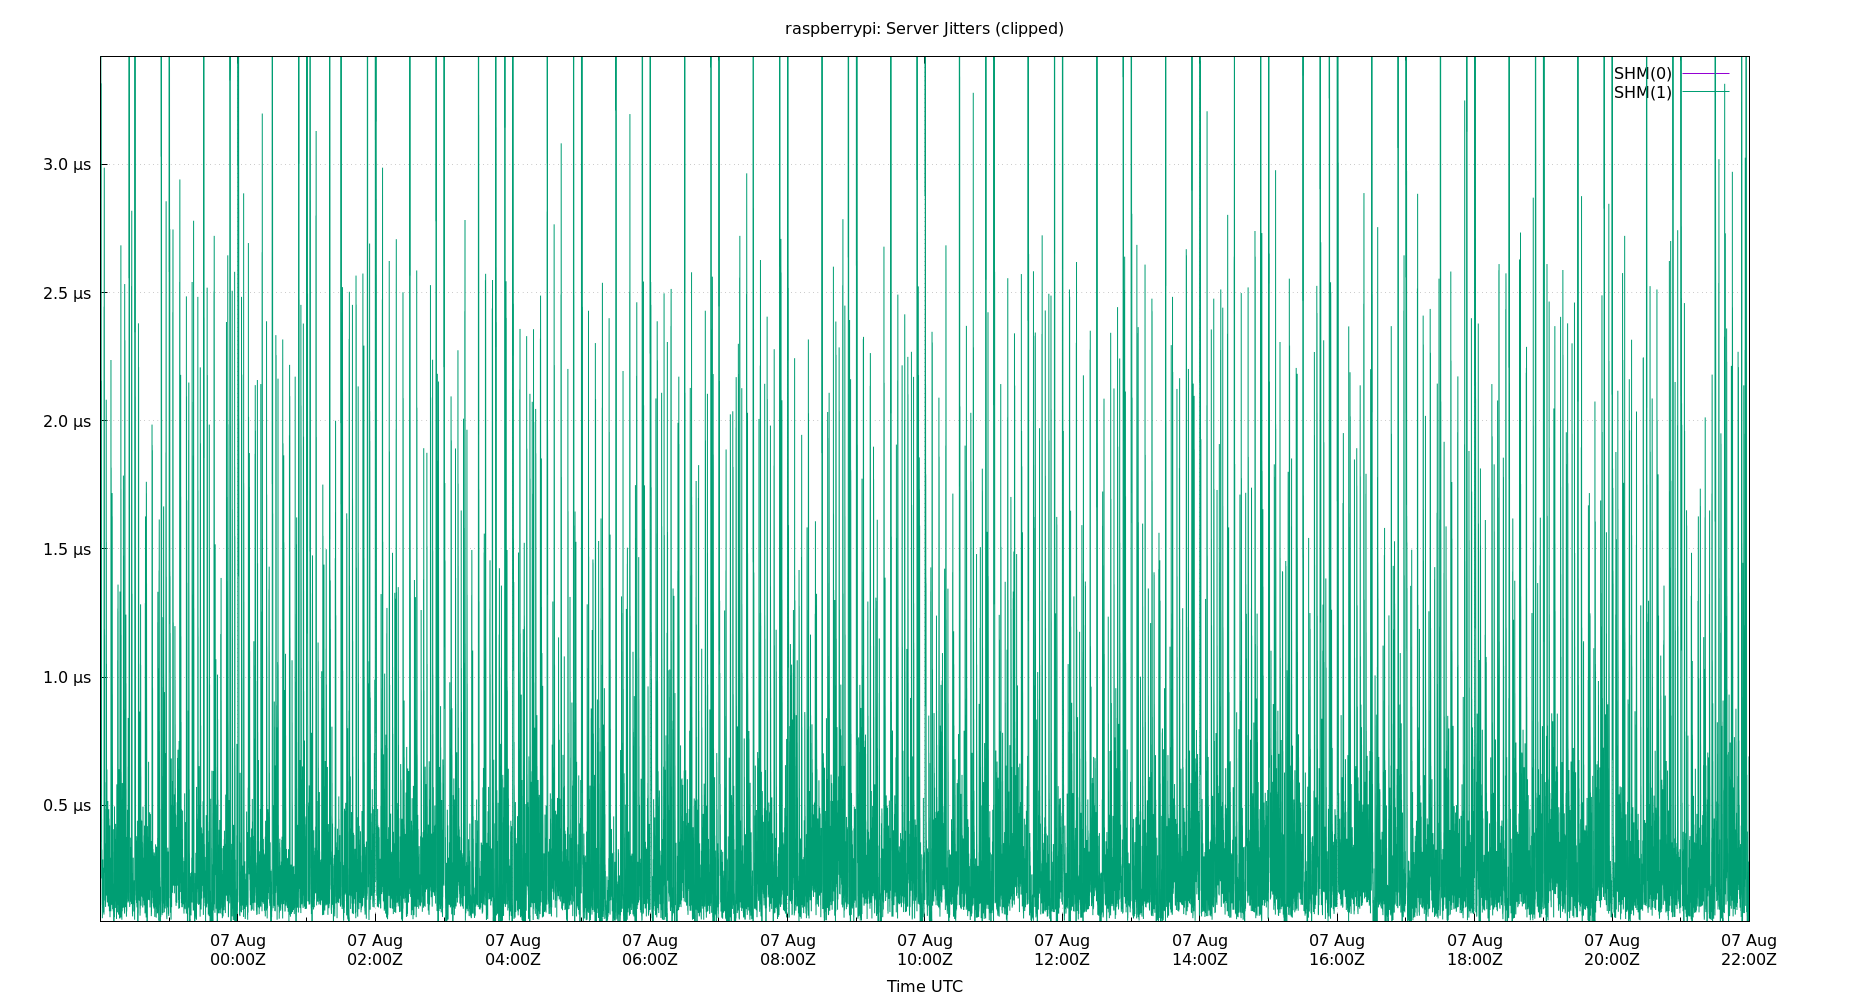 raspberrypi: Server Jitters (clipped)
SHM(0)
SHM(1)
3.0 µs
2.5 µs
2.0 µs
1.5 µs
1.0 µs
0.5 µs
07 Aug 07 Aug 07 Aug 07 Aug 07 Aug 07 Aug 07 Aug 07 Aug 07 Aug 07 Aug 07 Aug 07 Aug
00:00Z 02:00Z 04:00Z 06:00Z 08:00Z 10:00Z 12:00Z 14:00Z 16:00Z 18:00Z 20:00Z 22:00Z
Time UTC